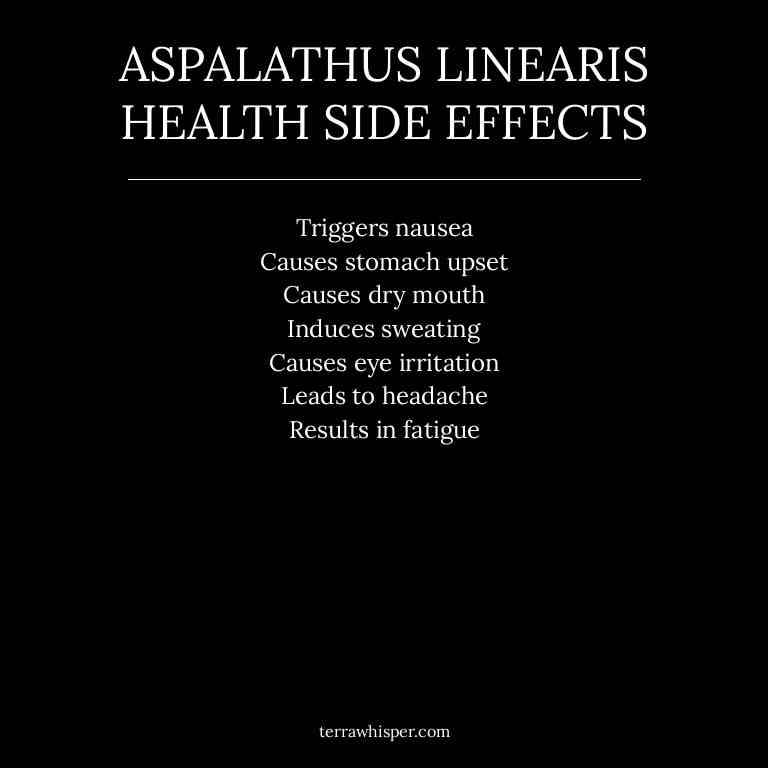 ASPALATHUS LINEARIS
HEALTH SIDE EFFECTS
Triggers nausea
Causes stomach upset
Causes dry mouth
Induces sweating
Causes eye irritation
Leads to headache
Results in fatigue
terrawhisper.com